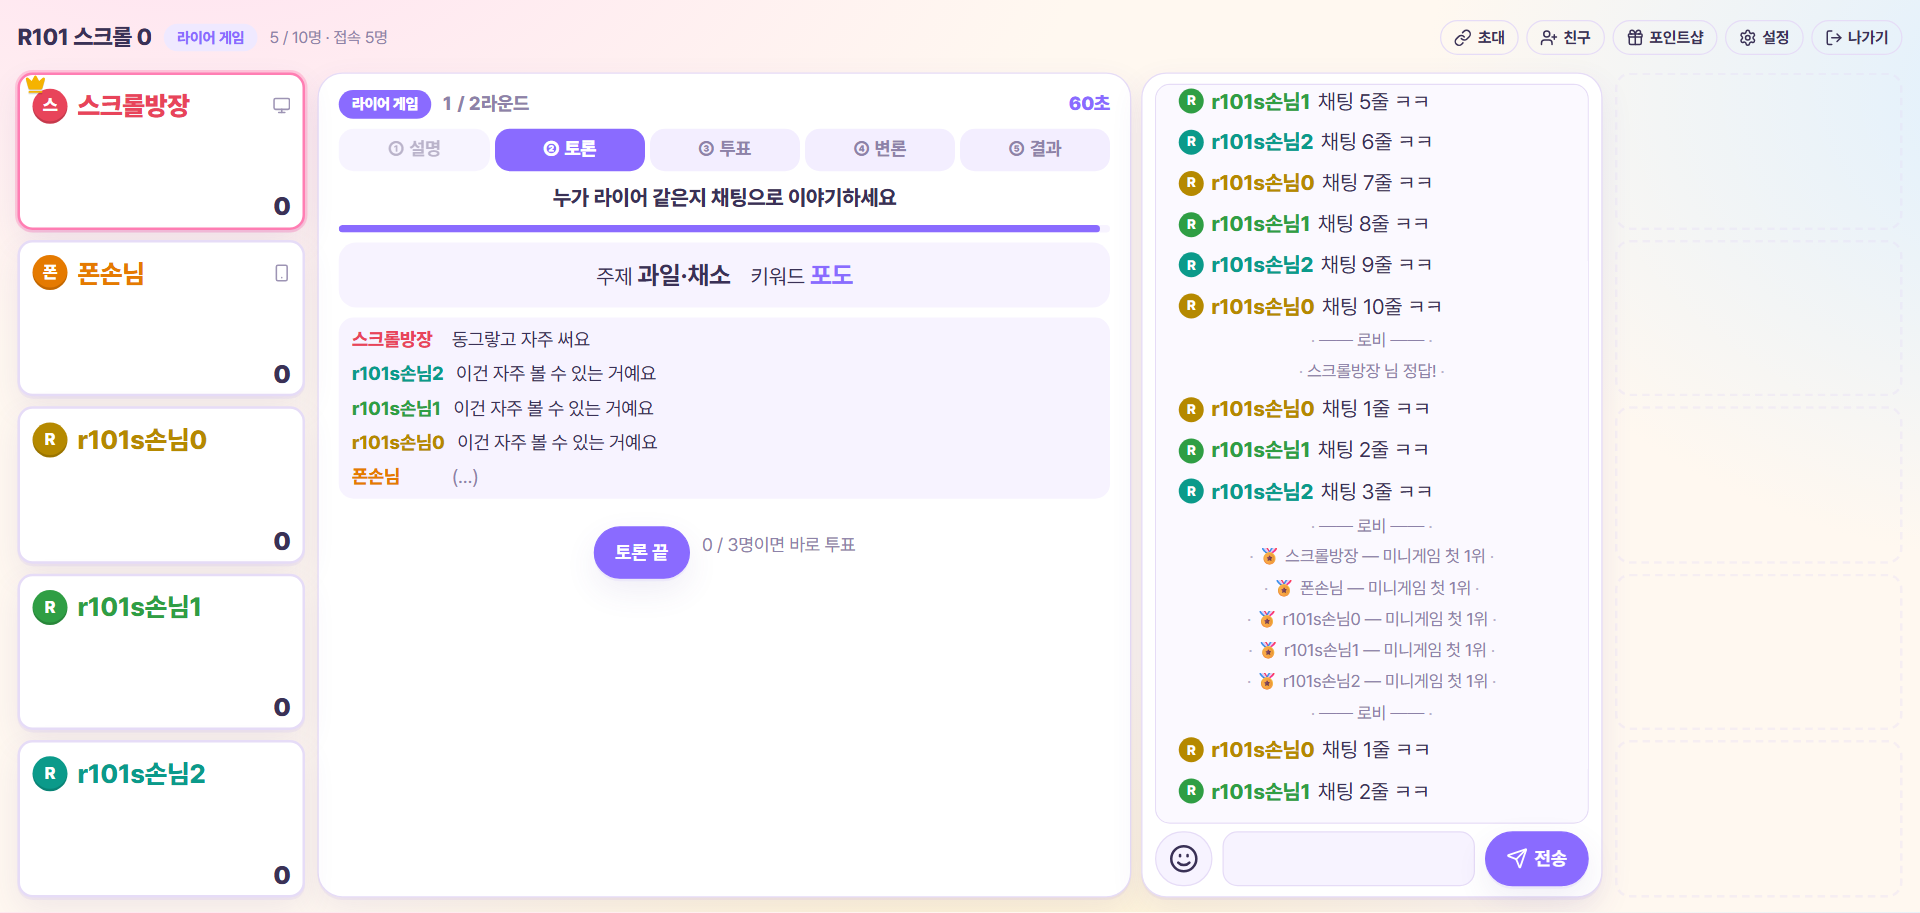 R101 스크롤 0 라이어 게임 5 / 10명 · 접속 5명
초대 친구 포인트샵 설정 나가기
스 스크롤방장
0
폰 폰손님
0
R r101s손님0
0
R r101s손님1
0
R r101s손님2
0
라이어 게임 1 / 2라운드 60초
① 설명 ② 토론 ③ 투표 ④ 변론 ⑤ 결과
누가 라이어 같은지 채팅으로 이야기하세요
주제 과일·채소 키워드 포도
스크롤방장 동그랗고 자주 써요
r101s손님2 이건 자주 볼 수 있는 거예요
r101s손님1 이건 자주 볼 수 있는 거예요
r101s손님0 이건 자주 볼 수 있는 거예요
폰손님 (...)
토론 끝 0 / 3명이면 바로 투표
R r101s손님1 채팅 5줄 ㅋㅋ
R r101s손님2 채팅 6줄 ㅋㅋ
R r101s손님0 채팅 7줄 ㅋㅋ
R r101s손님1 채팅 8줄 ㅋㅋ
R r101s손님2 채팅 9줄 ㅋㅋ
R r101s손님0 채팅 10줄 ㅋㅋ
· —— 로비 —— ·
· 스크롤방장 님 정답! ·
R r101s손님0 채팅 1줄 ㅋㅋ
R r101s손님1 채팅 2줄 ㅋㅋ
R r101s손님2 채팅 3줄 ㅋㅋ
· —— 로비 —— ·
· 🏅 스크롤방장 — 미니게임 첫 1위 ·
· 🏅 폰손님 — 미니게임 첫 1위 ·
· 🏅 r101s손님0 — 미니게임 첫 1위 ·
· 🏅 r101s손님1 — 미니게임 첫 1위 ·
· 🏅 r101s손님2 — 미니게임 첫 1위 ·
· —— 로비 —— ·
R r101s손님0 채팅 1줄 ㅋㅋ
R r101s손님1 채팅 2줄 ㅋㅋ
전송